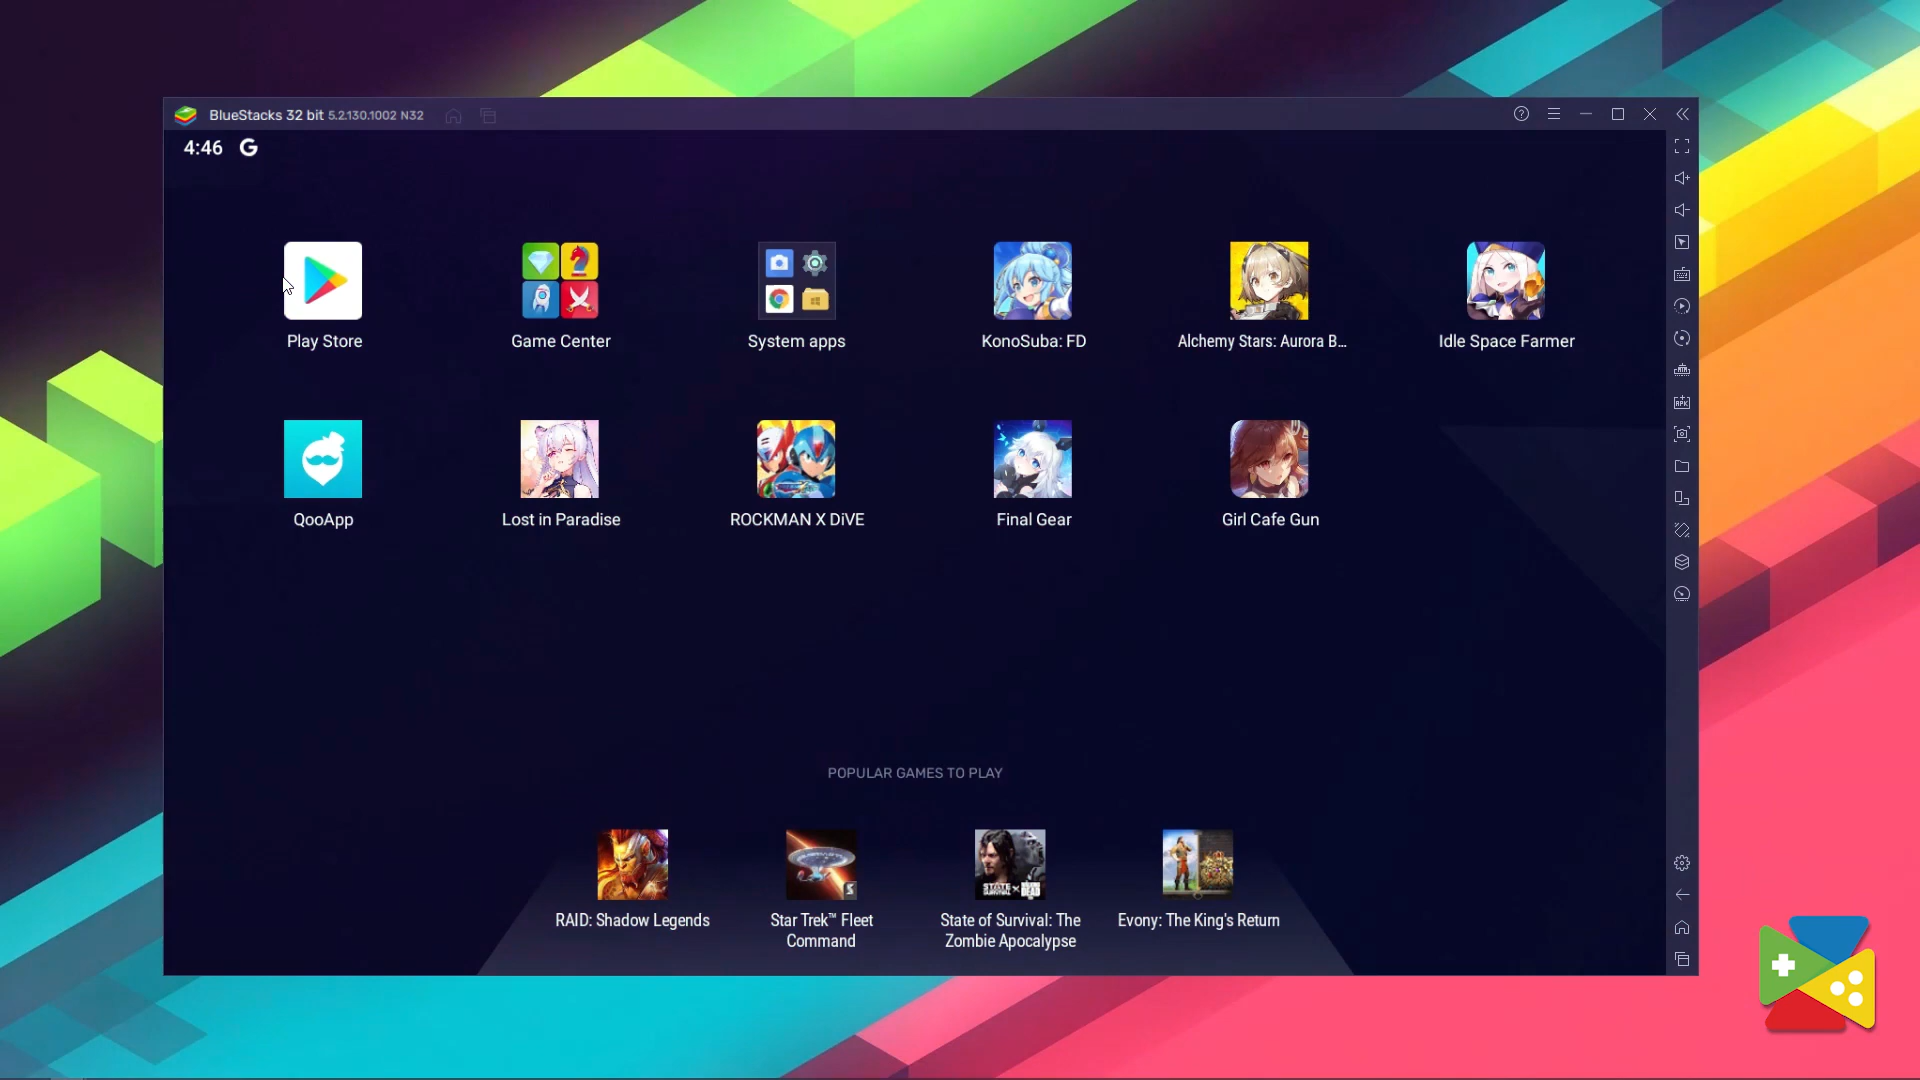 BlueStacks 32 bit 5.2.130.1002 N32
4:46 G
Play Store
Game Center
System apps
KonoSuba: FD
Alchemy Stars: Aurora B...
Idle Space Farmer
QooApp
Lost in Paradise
ROCKMAN X DiVE
Final Gear
Girl Cafe Gun
POPULAR GAMES TO PLAY
RAID: Shadow Legends
Star Trek™ Fleet
Command
State of Survival: The
Zombie Apocalypse
Evony: The King's Return